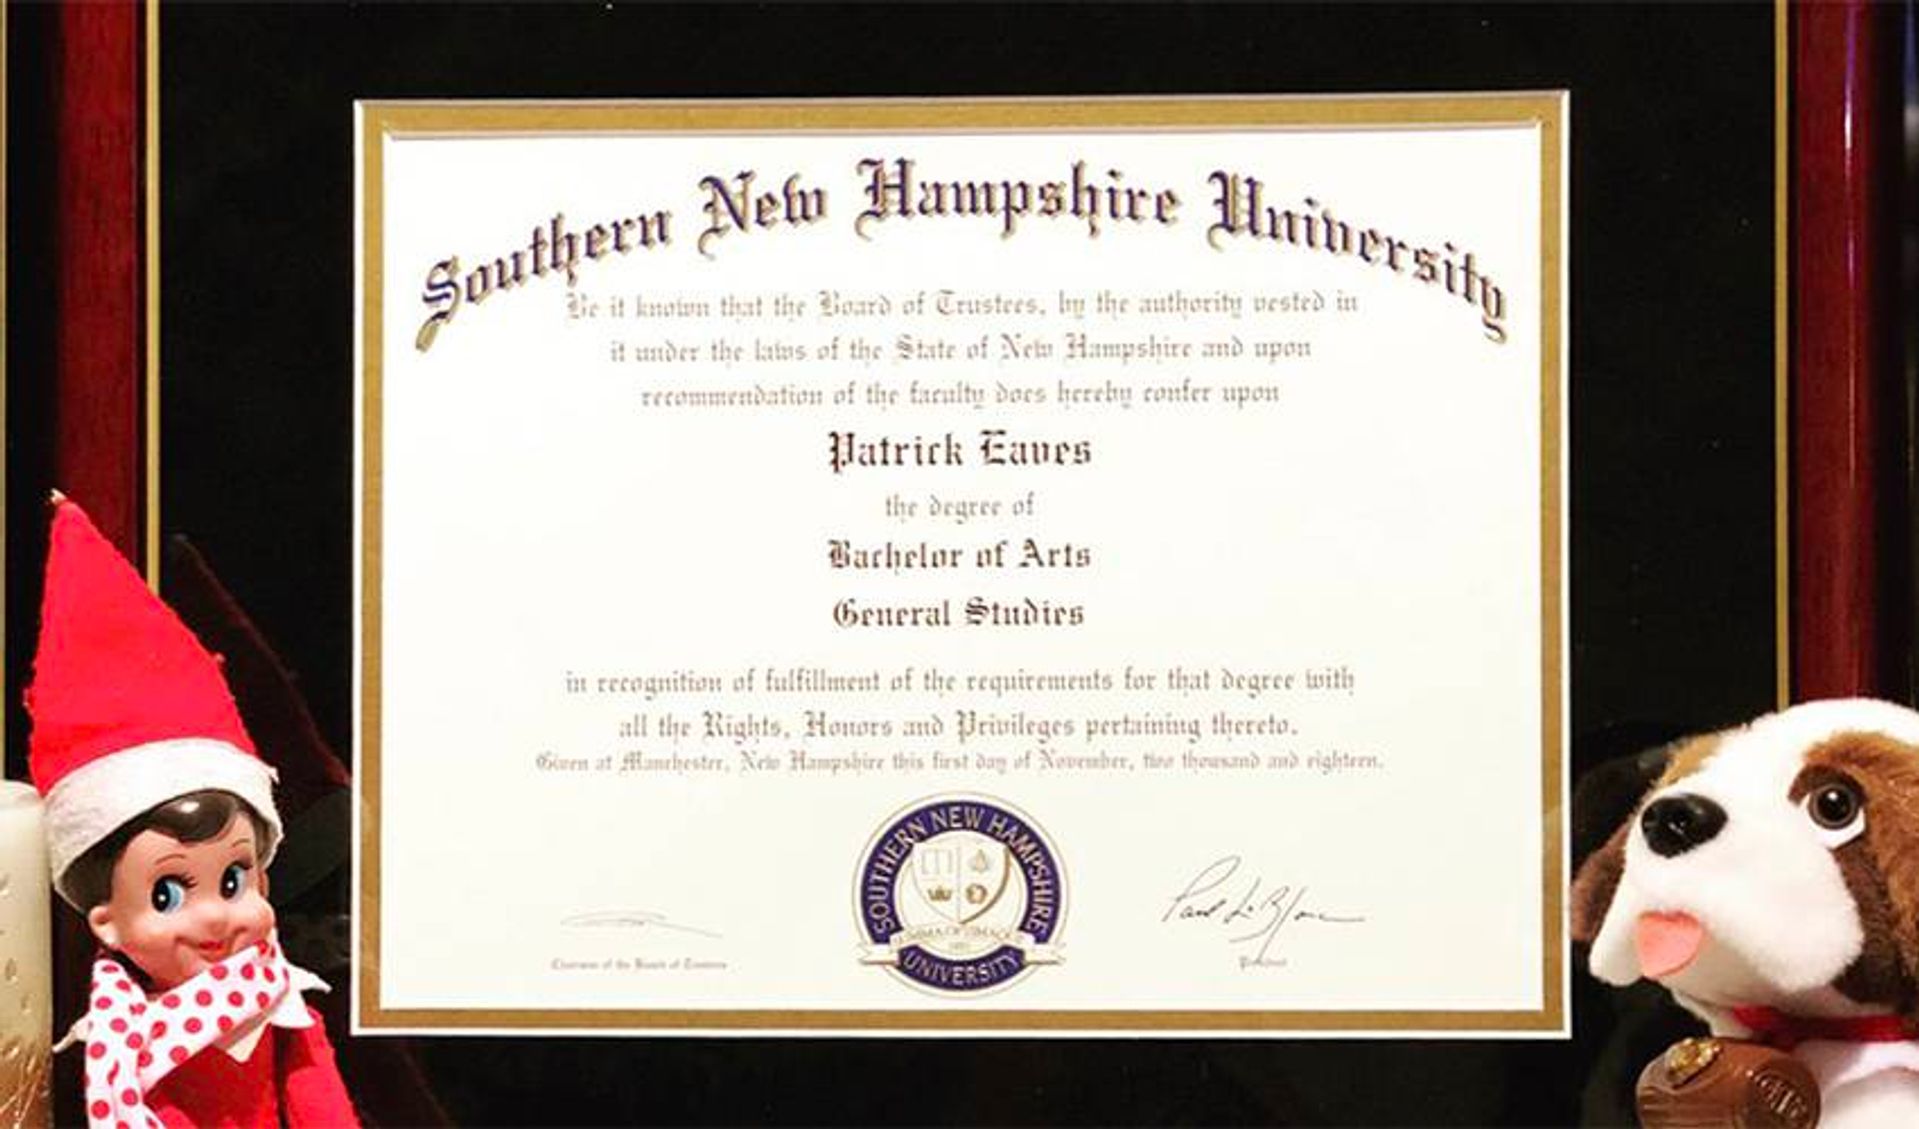 Southern New Hampshire University
Be it known that the Board of Trustees, by the authority vested in
it under the laws of the State of New Hampshire and upon
recommendation of the faculty does hereby confer upon
Patrick Eaves
the degree of
Bachelor of Arts
General Studies
in recognition of fulfillment of the requirements for that degree with
all the Rights, Honors and Privileges pertaining thereto.
Given at Manchester, New Hampshire this first day of November, two thousand and eighteen.
SOUTHERN NEW HAMPSHIRE
UNIVERSITY
Chairman of the Board of Trustees
President